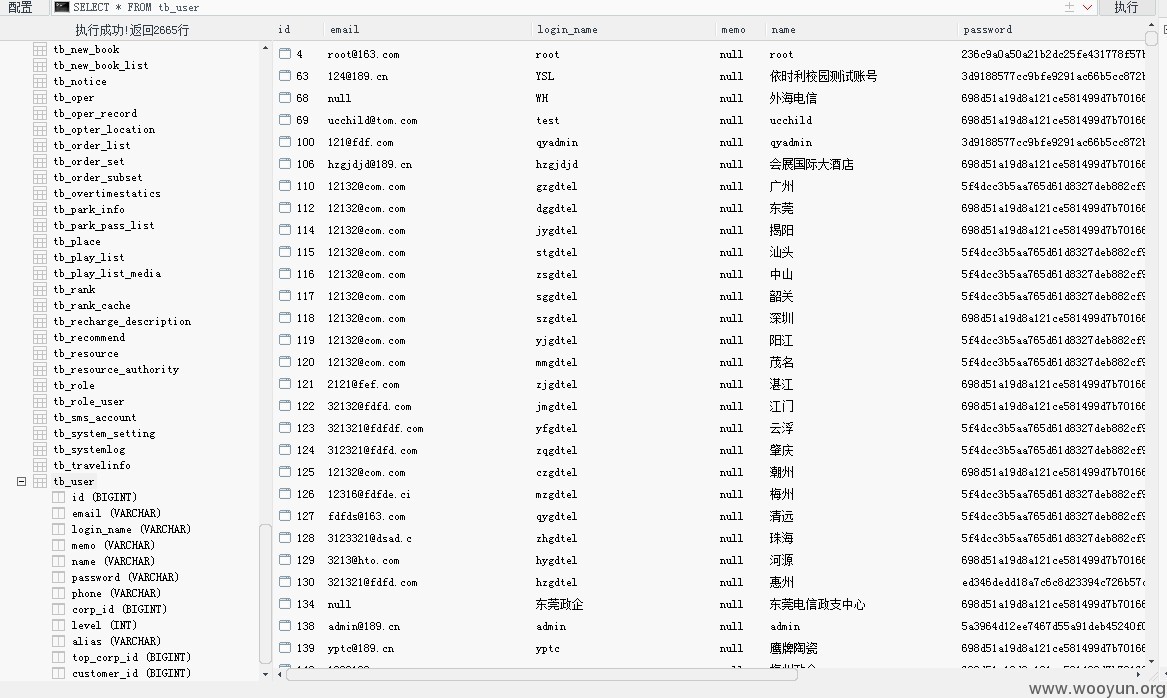 配置 SELECT * FROM tb_user 执行
执行成功!返回2665行
tb_new_book
tb_new_book_list
tb_notice
tb_oper
tb_oper_record
tb_opter_location
tb_order_list
tb_order_set
tb_order_subset
tb_overtimestatics
tb_park_info
tb_park_pass_list
tb_place
tb_play_list
tb_play_list_media
tb_rank
tb_rank_cache
tb_recharge_description
tb_recommend
tb_resource
tb_resource_authority
tb_role
tb_role_user
tb_sms_account
tb_system_setting
tb_systemlog
tb_travelinfo
tb_user
id (BIGINT)
email (VARCHAR)
login_name (VARCHAR)
memo (VARCHAR)
name (VARCHAR)
password (VARCHAR)
phone (VARCHAR)
corp_id (BIGINT)
level (INT)
alias (VARCHAR)
top_corp_id (BIGINT)
customer_id (BIGINT)
id email login_name memo name password
4 root@163.com root null root 236c9a0a50a21b2dc25fe431778f57b
63 124@189.cn YSL null 依时利校园测试账号 3d9188577cc9bfe9291ac66b5cc872b
68 null WH null 外海电信 698d51a19d8a121ce581499d7b70166
69 ucchild@tom.com test null ucchild 698d51a19d8a121ce581499d7b70166
100 121@fdf.com qyadmin null qyadmin 3d9188577cc9bfe9291ac66b5cc872b
106 hzgjdjd@189.cn hzgjdjd null 会展国际大酒店 698d51a19d8a121ce581499d7b70166
110 12132@com.com gzgdtel null 广州 5f4dcc3b5aa765d61d8327deb882cf9
112 12132@com.com dggdtel null 东莞 698d51a19d8a121ce581499d7b70166
114 12132@com.com jygdtel null 揭阳 698d51a19d8a121ce581499d7b70166
115 12132@com.com stgdtel null 汕头 5f4dcc3b5aa765d61d8327deb882cf9
116 12132@com.com zsgdtel null 中山 5f4dcc3b5aa765d61d8327deb882cf9
117 12132@com.com sggdtel null 韶关 5f4dcc3b5aa765d61d8327deb882cf9
118 12132@com.com szgdtel null 深圳 5f4dcc3b5aa765d61d8327deb882cf9
119 12132@com.com yjgdtel null 阳江 698d51a19d8a121ce581499d7b70166
120 12132@com.com mmgdtel null 茂名 5f4dcc3b5aa765d61d8327deb882cf9
121 2121@fef.com zjgdtel null 湛江 698d51a19d8a121ce581499d7b70166
122 32132@fdfd.com jmgdtel null 江门 698d51a19d8a121ce581499d7b70166
123 321321@fdfdf.com yfgdtel null 云浮 5f4dcc3b5aa765d61d8327deb882cf9
124 312321@fdfd.com zqgdtel null 肇庆 5f4dcc3b5aa765d61d8327deb882cf9
125 12132@com.com czgdtel null 潮州 698d51a19d8a121ce581499d7b70166
126 12316@fdfde.ci mzgdtel null 梅州 5f4dcc3b5aa765d61d8327deb882cf9
127 fdfds@163.com qygdtel null 清远 5f4dcc3b5aa765d61d8327deb882cf9
128 3123321@dsad.c zhgdtel null 珠海 5f4dcc3b5aa765d61d8327deb882cf9
129 3213@hto.com hygdtel null 河源 698d51a19d8a121ce581499d7b70166
130 321321@fdfd.com hzgdtel null 惠州 ed346dedd18a7c6c8d23394c726b57c
134 null 东莞政企 null 东莞电信政支中心 698d51a19d8a121ce581499d7b70166
138 admin@189.cn admin null admin 5a3964d12ee7467d55a91deb45240f0
139 yptc@189.cn yptc null 鹰牌陶瓷 698d51a19d8a121ce581499d7b70166
www.wooyun.org